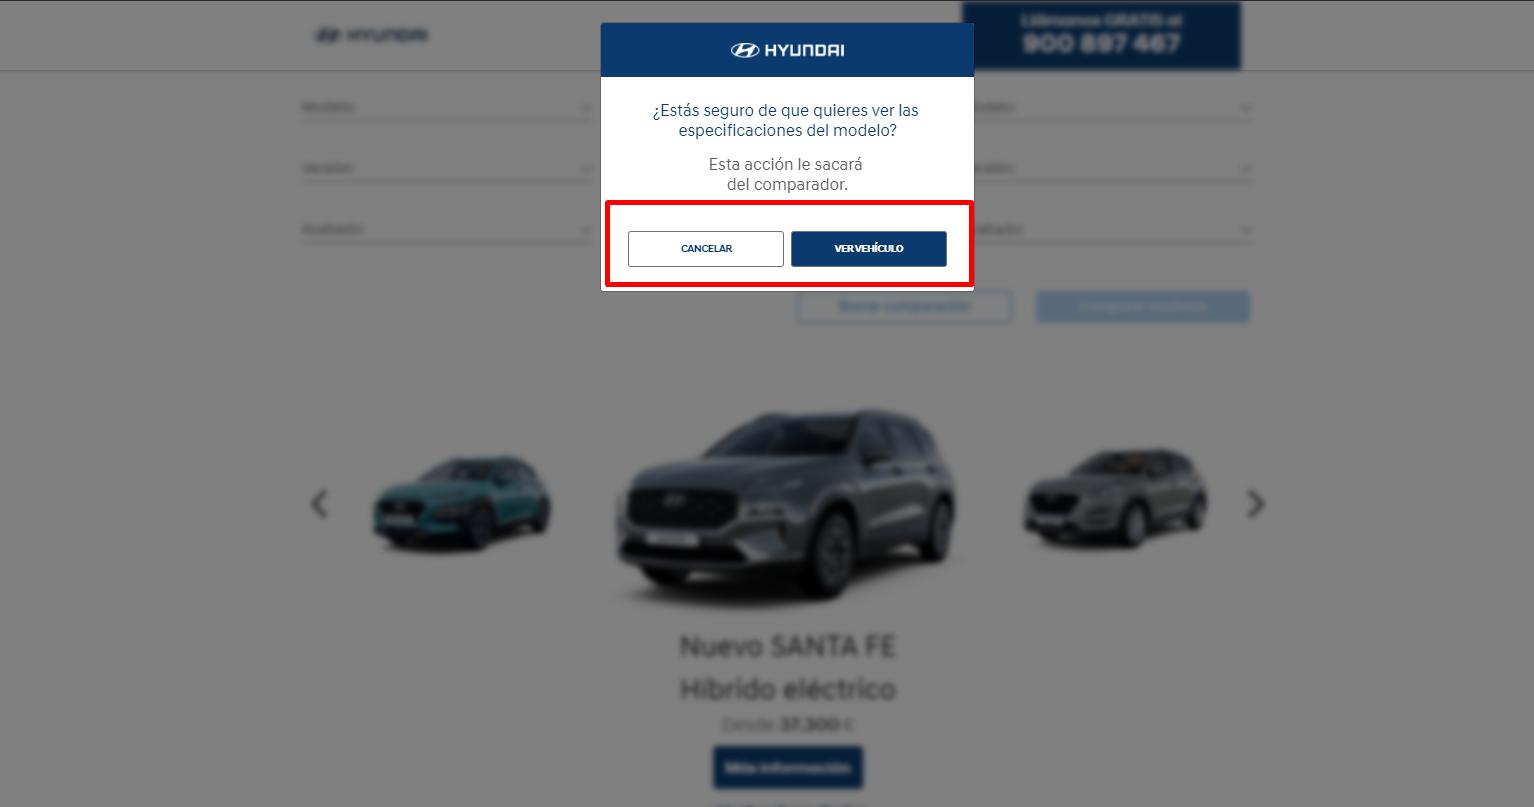 HYUNDAI
Llámanos GRATIS al
900 897 467
HYUNDAI
¿Estás seguro de que quieres ver las
especificaciones del modelo?
Esta acción le sacará
del comparador.
CANCELAR
VER VEHÍCULO
Modelo
Versión
Acabado
Borrar comparación
Nuevo SANTA FE
Híbrido eléctrico
Desde 37.300 €
Más información